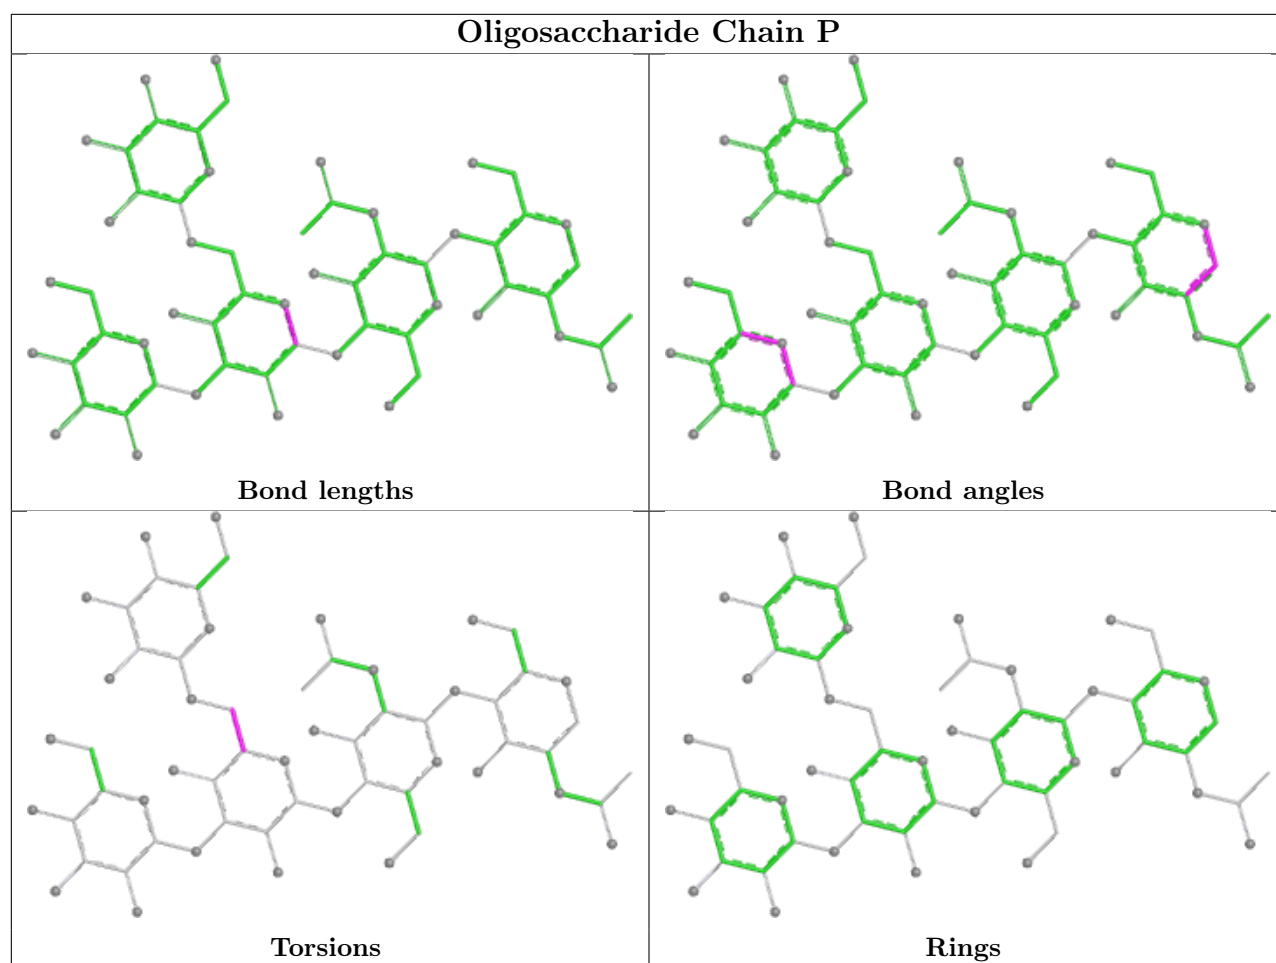 Oligosaccharide Chain P
Bond lengths
Bond angles
Torsions
Rings